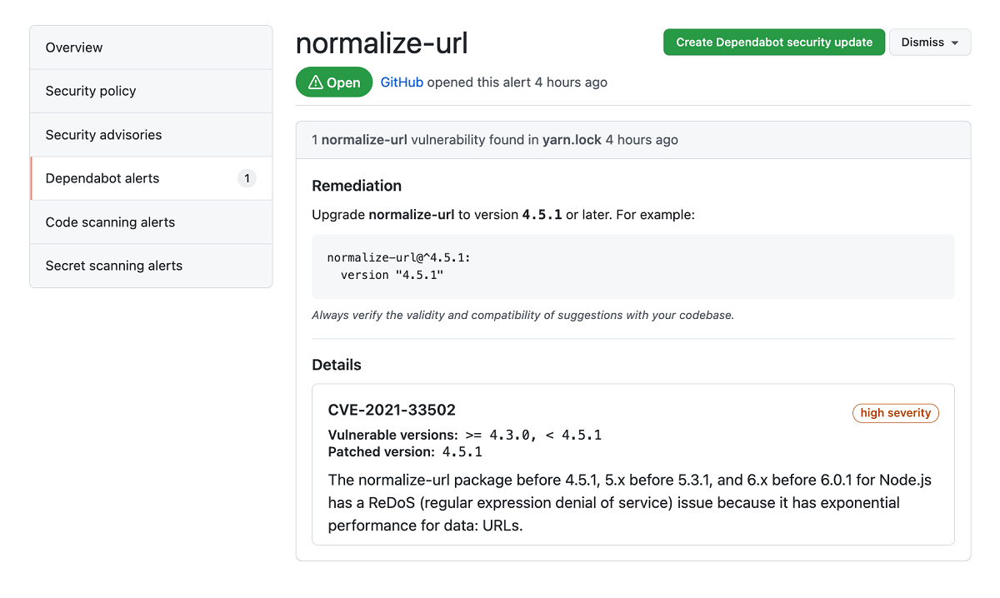 Overview
Security policy
Security advisories
Dependabot alerts 1
Code scanning alerts
Secret scanning alerts
normalize-url
Create Dependabot security update
Dismiss
Open
GitHub opened this alert 4 hours ago
1 normalize-url vulnerability found in yarn.lock 4 hours ago
Remediation
Upgrade normalize-url to version 4.5.1 or later. For example:
normalize-url@^4.5.1:
  version "4.5.1"
Always verify the validity and compatibility of suggestions with your codebase.
Details
CVE-2021-33502
high severity
Vulnerable versions: >= 4.3.0, < 4.5.1
Patched version: 4.5.1
The normalize-url package before 4.5.1, 5.x before 5.3.1, and 6.x before 6.0.1 for Node.js
has a ReDoS (regular expression denial of service) issue because it has exponential
performance for data: URLs.